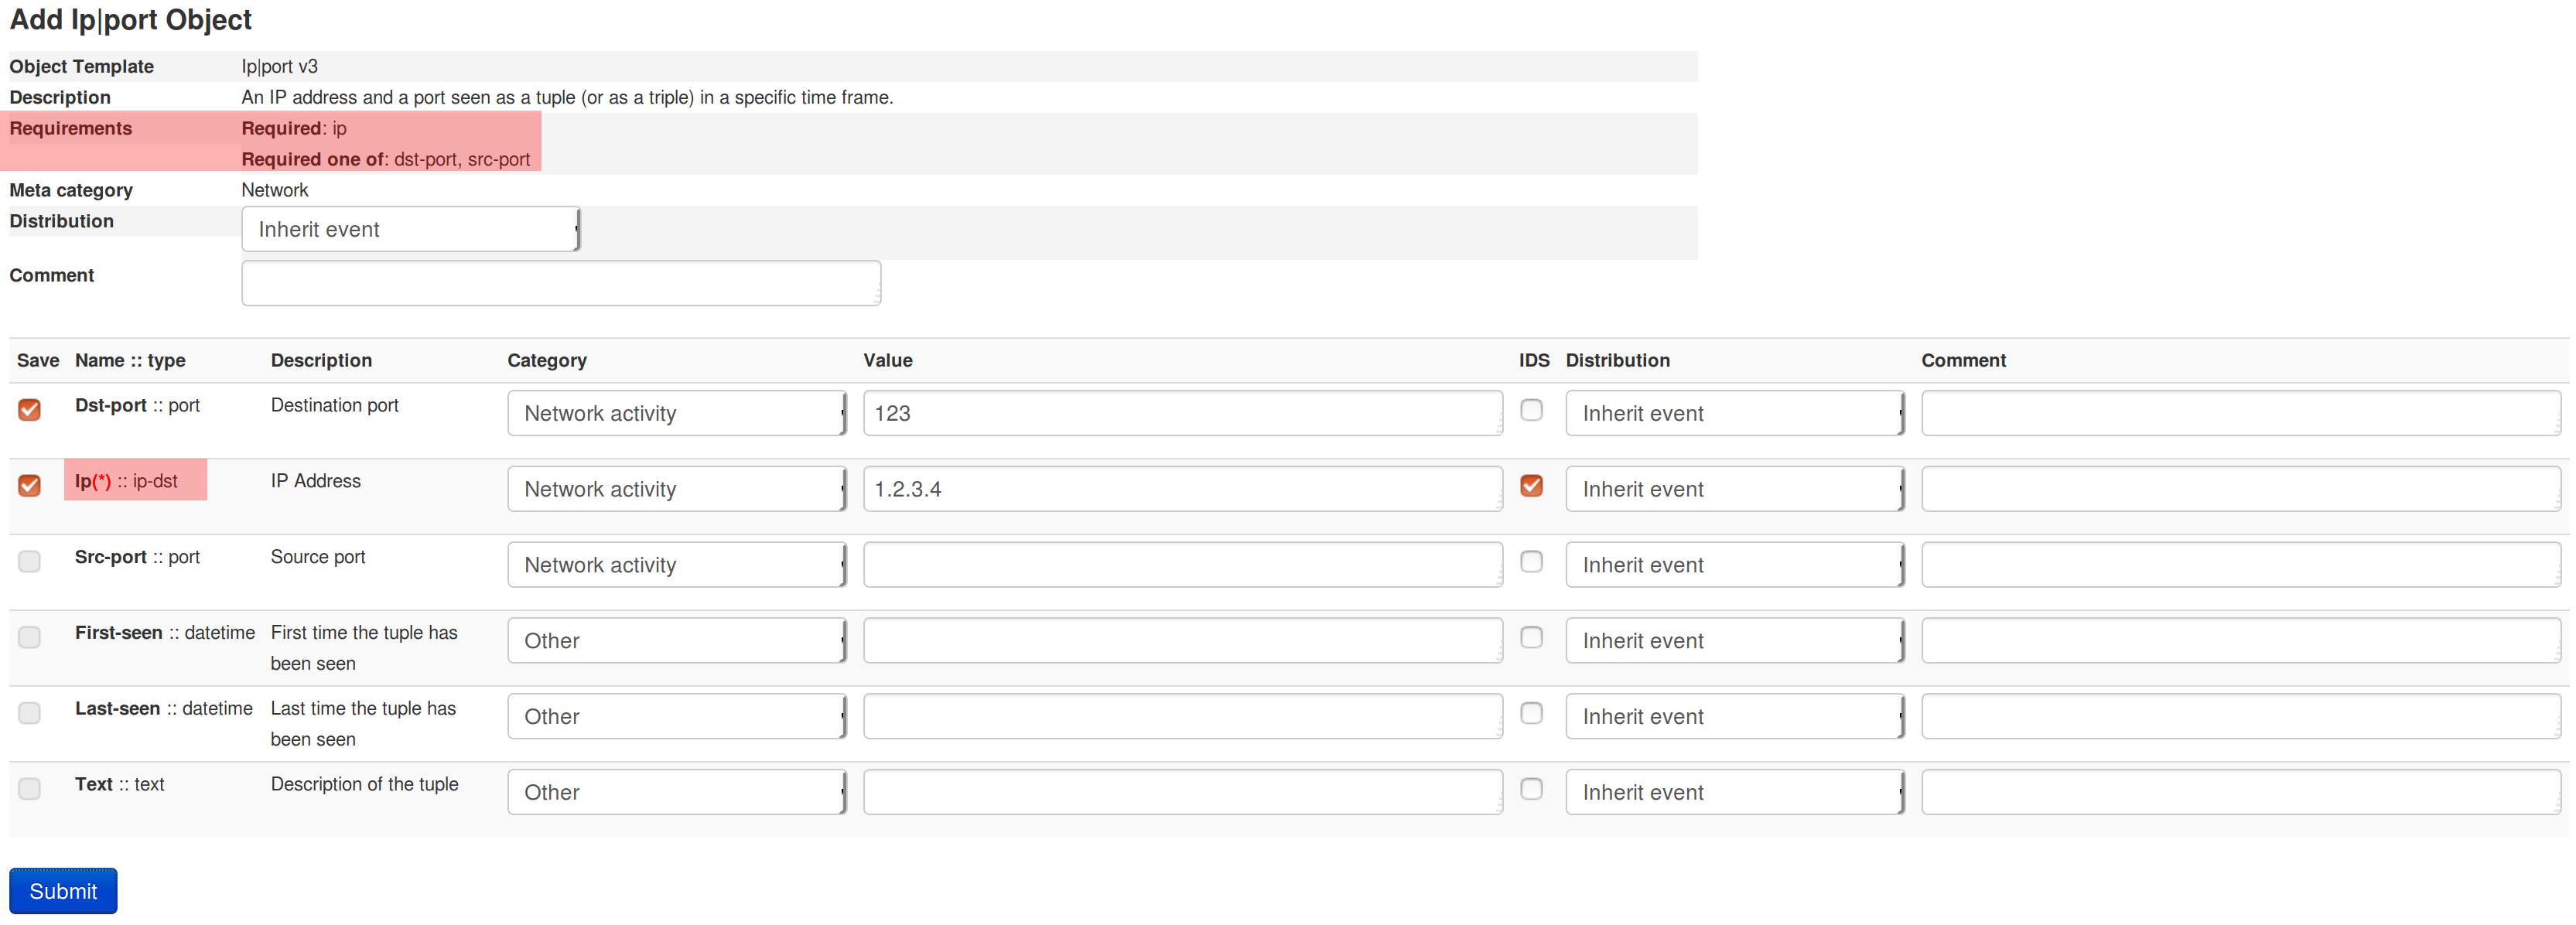 Add Ip|port Object
Object Template Ip|port v3
Description An IP address and a port seen as a tuple (or as a triple) in a specific time frame.
Requirements Required: ip
Required one of: dst-port, src-port
Meta category Network
Distribution Inherit event
Comment
Save Name :: type Description Category Value IDS Distribution Comment
Dst-port :: port Destination port Network activity 123 Inherit event
Ip(*) :: ip-dst IP Address Network activity 1.2.3.4 Inherit event
Src-port :: port Source port Network activity Inherit event
First-seen :: datetime First time the tuple has Other Inherit event
been seen
Last-seen :: datetime Last time the tuple has Other Inherit event
been seen
Text :: text Description of the tuple Other Inherit event
Submit